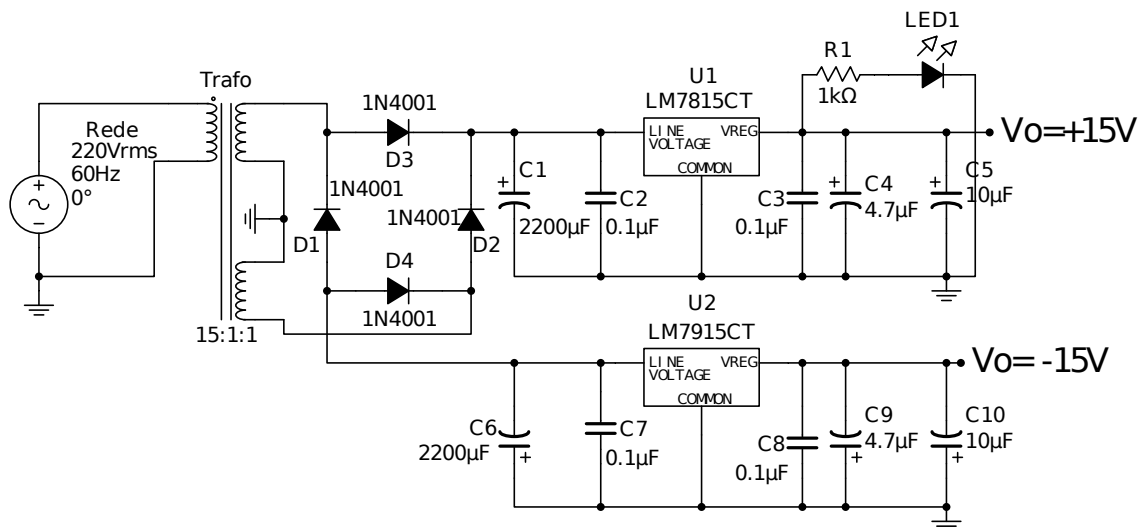 LED1
R1
1kΩ
Trafo
Rede
220Vrms
60Hz
0°
15:1:1
1N4001
D3
1N4001
D1
1N4001
D2
D4
1N4001
C1
2200µF
C2
0.1µF
U1
LM7815CT
LINE VREG
VOLTAGE
COMMON
C3
0.1µF
C4
4.7µF
C5
10µF
Vo=+15V
U2
LM7915CT
LINE VREG
VOLTAGE
COMMON
C6
2200µF
C7
0.1µF
C8
0.1µF
C9
4.7µF
C10
10µF
Vo= -15V